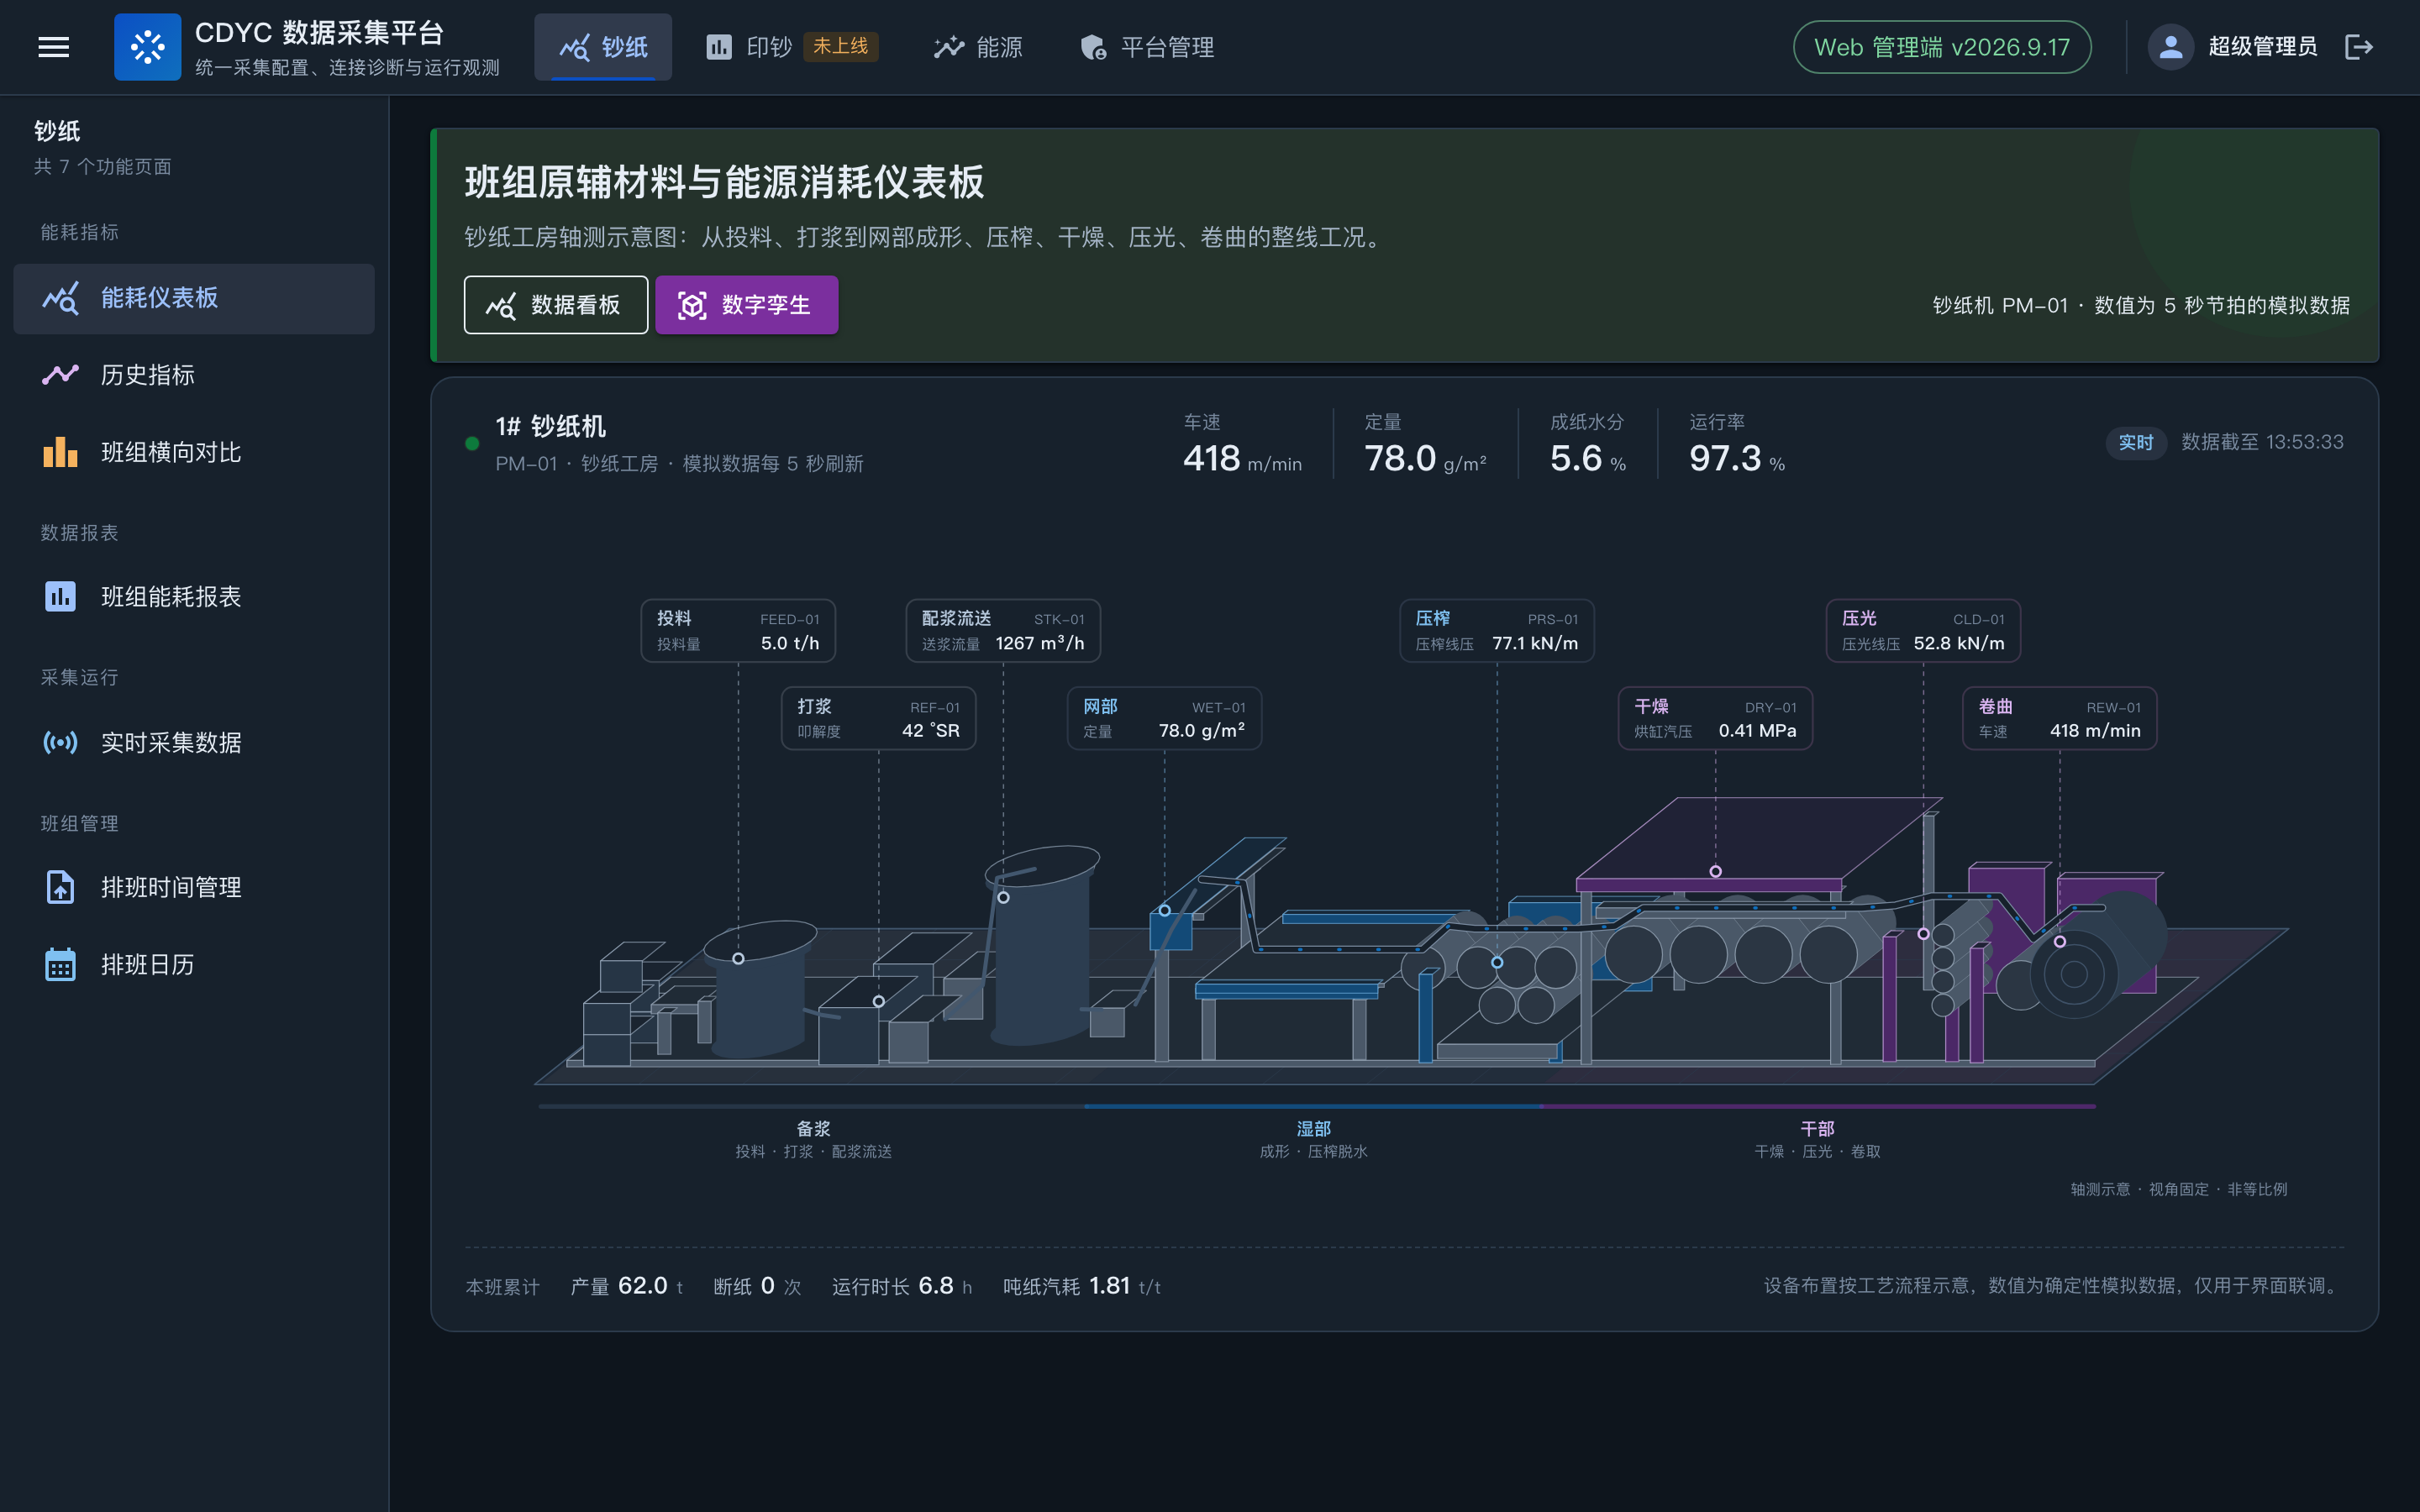 CDYC 数据采集平台
统一采集配置、连接诊断与运行观测
钞纸
印钞 未上线
能源
平台管理
Web 管理端 v2026.9.17
超级管理员
钞纸
共 7 个功能页面
能耗指标
能耗仪表板
历史指标
班组横向对比
数据报表
班组能耗报表
采集运行
实时采集数据
班组管理
排班时间管理
排班日历
班组原辅材料与能源消耗仪表板
钞纸工房轴测示意图：从投料、打浆到网部成形、压榨、干燥、压光、卷曲的整线工况。
数据看板
数字孪生
钞纸机 PM-01 · 数值为 5 秒节拍的模拟数据
1# 钞纸机
PM-01 · 钞纸工房 · 模拟数据每 5 秒刷新
车速
418 m/min
定量
78.0 g/m²
成纸水分
5.6 %
运行率
97.3 %
实时 数据截至 13:53:33
投料 FEED-01
投料量 5.0 t/h
配浆流送 STK-01
送浆流量 1267 m³/h
压榨 PRS-01
压榨线压 77.1 kN/m
压光 CLD-01
压光线压 52.8 kN/m
打浆 REF-01
叩解度 42 °SR
网部 WET-01
定量 78.0 g/m²
干燥 DRY-01
烘缸汽压 0.41 MPa
卷曲 REW-01
车速 418 m/min
备浆
投料 · 打浆 · 配浆流送
湿部
成形 · 压榨脱水
干部
干燥 · 压光 · 卷取
轴测示意 · 视角固定 · 非等比例
本班累计 产量 62.0 t 断纸 0 次 运行时长 6.8 h 吨纸汽耗 1.81 t/t
设备布置按工艺流程示意，数值为确定性模拟数据，仅用于界面联调。